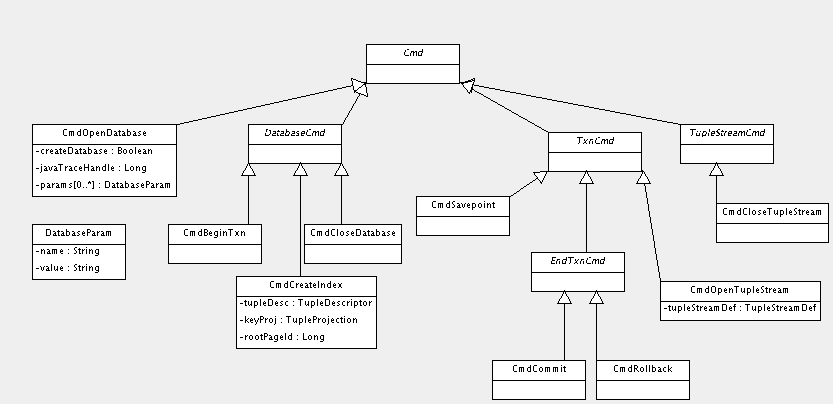 Cmd
CmdOpenDatabase
-createDatabase : Boolean
-javaTraceHandle : Long
-params[0..*] : DatabaseParam
DatabaseCmd
TxnCmd
TupleStreamCmd
DatabaseParam
-name : String
-value : String
CmdBeginTxn
CmdCloseDatabase
CmdSavepoint
CmdCloseTupleStream
CmdCreateIndex
-tupleDesc : TupleDescriptor
-keyProj : TupleProjection
-rootPageId : Long
EndTxnCmd
CmdOpenTupleStream
-tupleStreamDef : TupleStreamDef
CmdCommit
CmdRollback